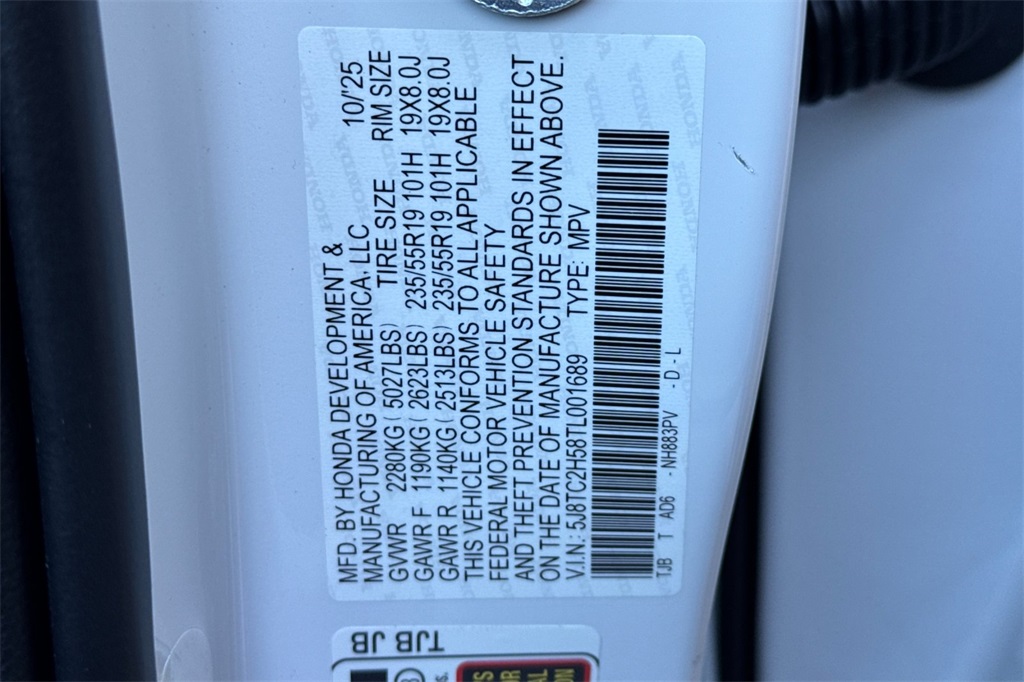 MFD. BY HONDA DEVELOPMENT &
MANUFACTURING OF AMERICA, LLC 10/'25
GVWR 2280KG ( 5027LBS) TIRE SIZE RIM SIZE
GAWR F 1190KG ( 2623LBS) 235/55R19 101H 19X8.0J
GAWR R 1140KG ( 2513LBS) 235/55R19 101H 19X8.0J
THIS VEHICLE CONFORMS TO ALL APPLICABLE
FEDERAL MOTOR VEHICLE SAFETY
AND THEFT PREVENTION STANDARDS IN EFFECT
ON THE DATE OF MANUFACTURE SHOWN ABOVE.
V.I.N.: 5J8TC2H58TL001689 TYPE: MPV
TJB T AD6 - NH883PV - D - L
TJB JB